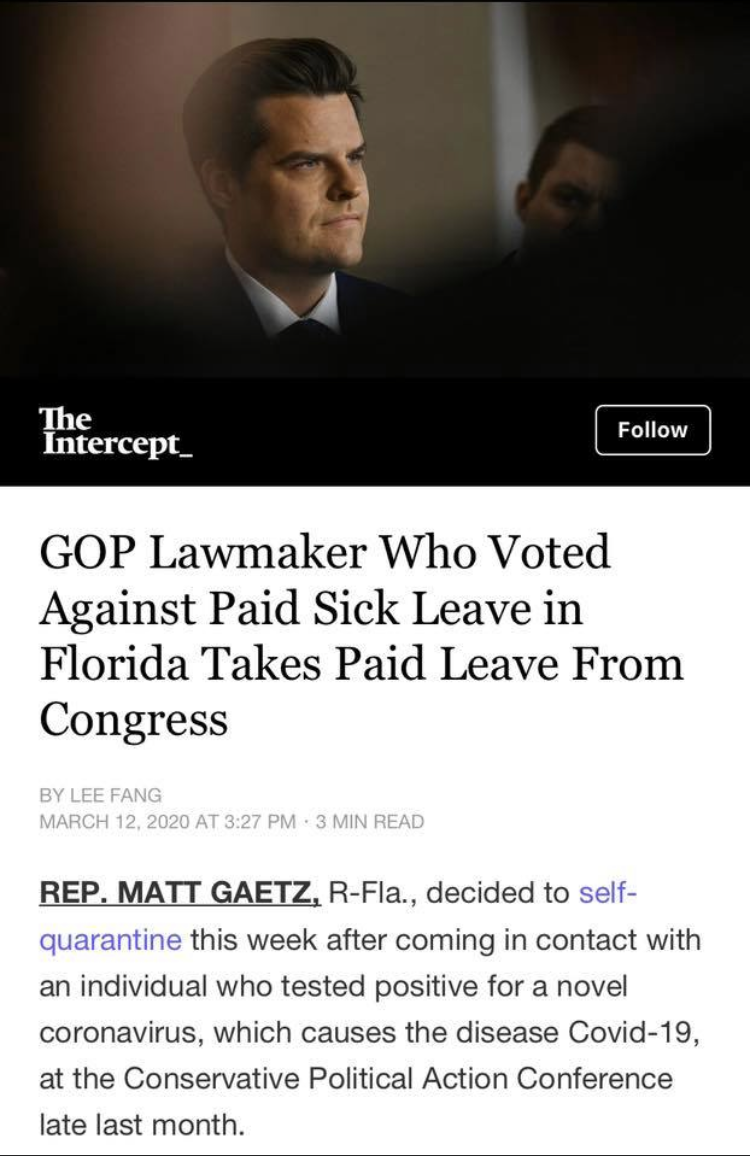 The
Intercept_
Follow
GOP Lawmaker Who Voted
Against Paid Sick Leave in
Florida Takes Paid Leave From
Congress
BY LEE FANG
MARCH 12, 2020 AT 3:27 PM · 3 MIN READ
REP. MATT GAETZ, R-Fla., decided to self-
quarantine this week after coming in contact with
an individual who tested positive for a novel
coronavirus, which causes the disease Covid-19,
at the Conservative Political Action Conference
late last month.